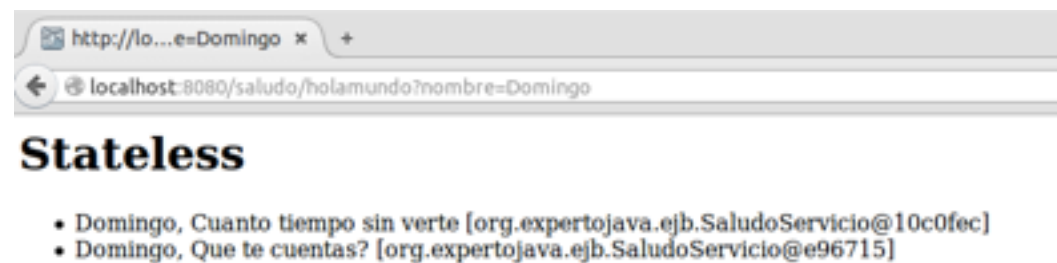 http://lo...e=Domingo × +
localhost:8080/saludo/holamundo?nombre=Domingo
Stateless
• Domingo, Cuanto tiempo sin verte [org.expertojava.ejb.SaludoServicio@10c0fec]
• Domingo, Que te cuentas? [org.expertojava.ejb.SaludoServicio@e96715]